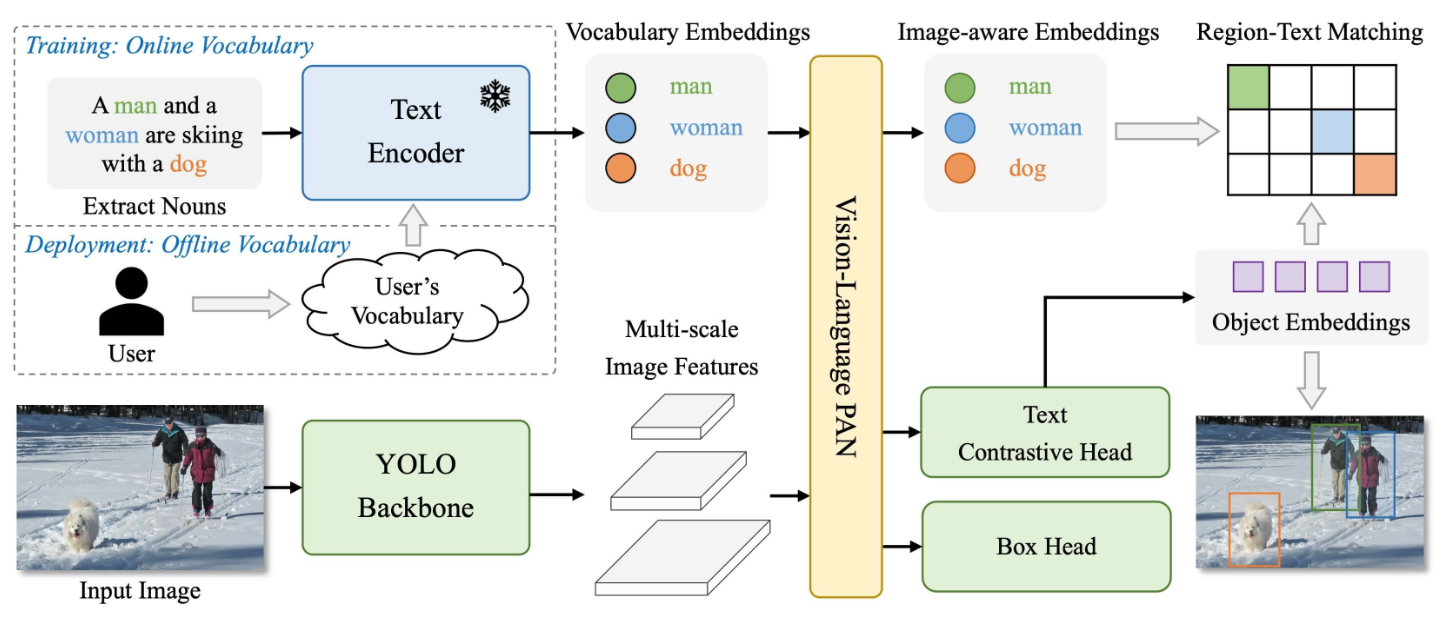 Training: Online Vocabulary
A man and a
woman are skiing
with a dog
Extract Nouns
Text
Encoder
Deployment: Offline Vocabulary
User
User's
Vocabulary
Vocabulary Embeddings
man
woman
dog
Vision-Language PAN
Image-aware Embeddings
man
woman
dog
Region-Text Matching
Object Embeddings
Input Image
YOLO
Backbone
Multi-scale
Image Features
Text
Contrastive Head
Box Head